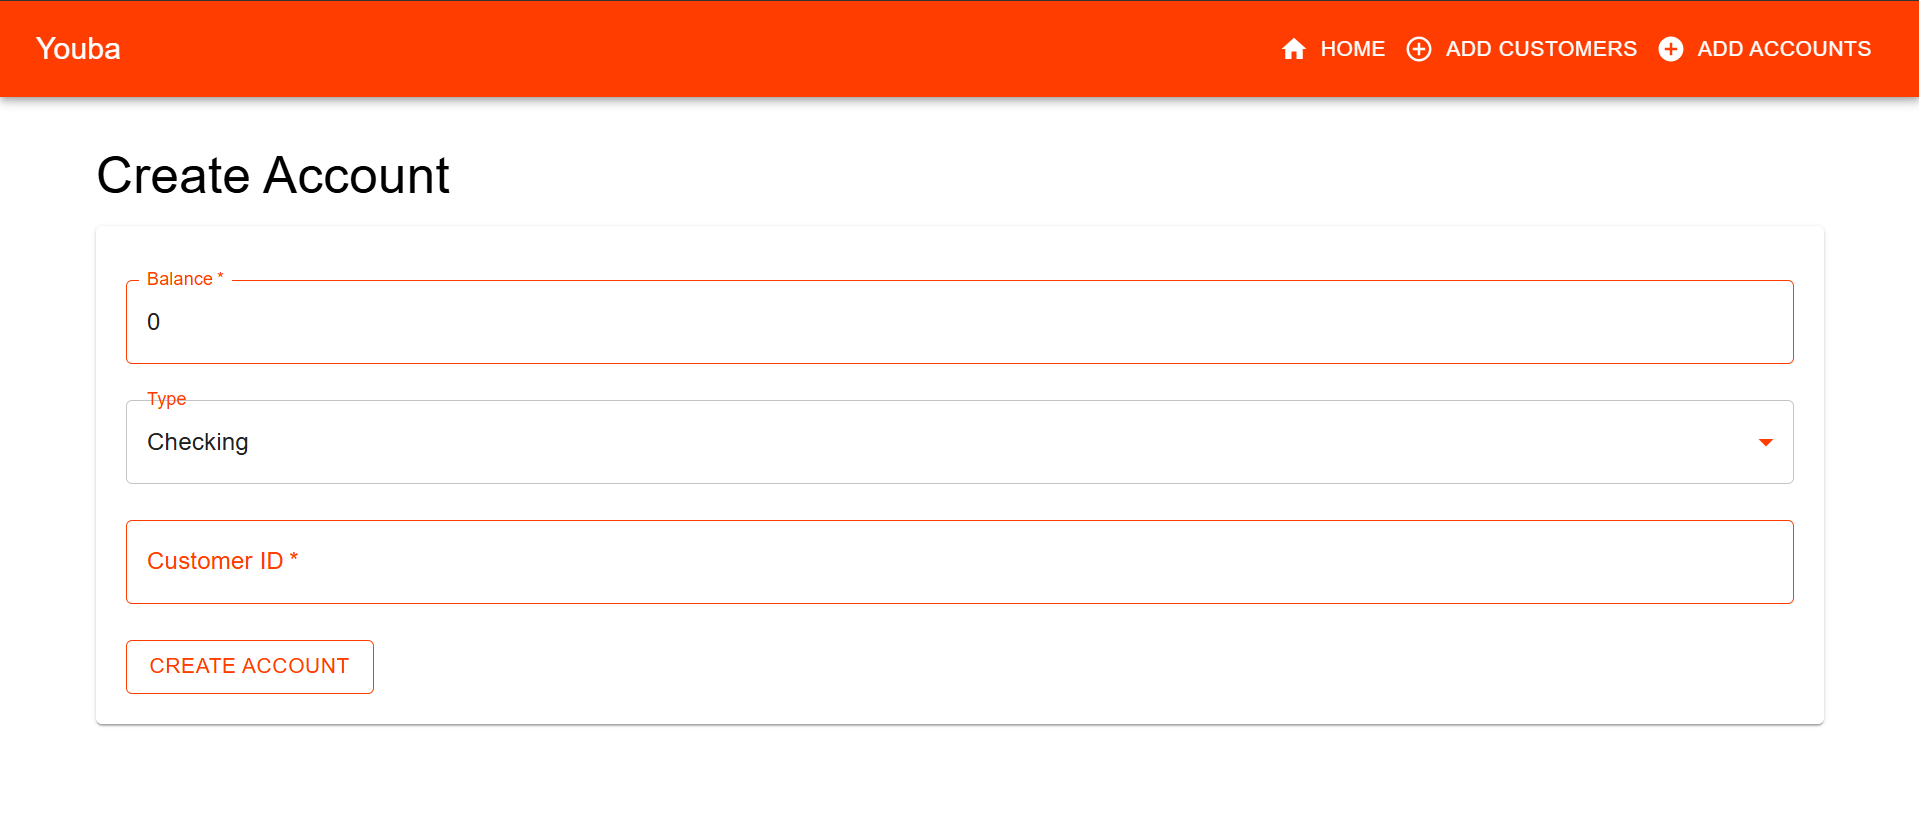 Youba
HOME ADD CUSTOMERS ADD ACCOUNTS
Create Account
Balance *
0
Type
Checking
Customer ID *
CREATE ACCOUNT